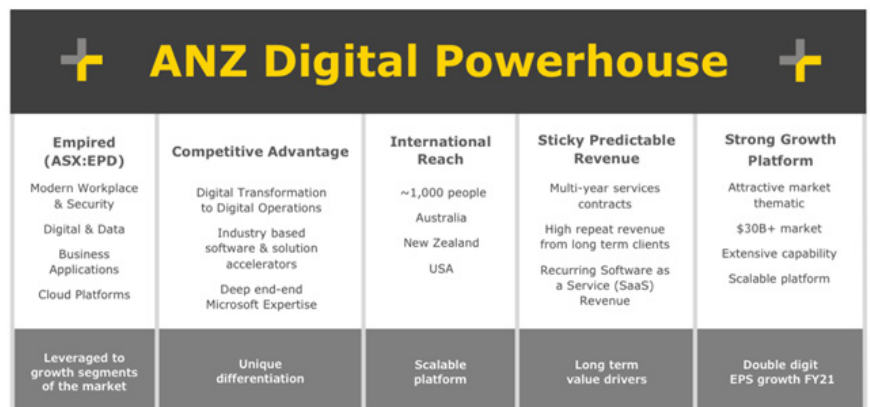 ANZ Digital Powerhouse
Empired
(ASX:EPD)
Modern Workplace
& Security
Digital & Data
Business
Applications
Cloud Platforms
Leveraged to
growth segments
of the market
Competitive Advantage
Digital Transformation
to Digital Operations
Industry based
software & solution
accelerators
Deep end-end
Microsoft Expertise
Unique
differentiation
International
Reach
~1,000 people
Australia
New Zealand
USA
Scalable
platform
Sticky Predictable
Revenue
Multi-year services
contracts
High repeat revenue
from long term clients
Recurring Software as
a Service (SaaS)
Revenue
Long term
value drivers
Strong Growth
Platform
Attractive market
thematic
$30B+ market
Extensive capability
Scalable platform
Double digit
EPS growth FY21